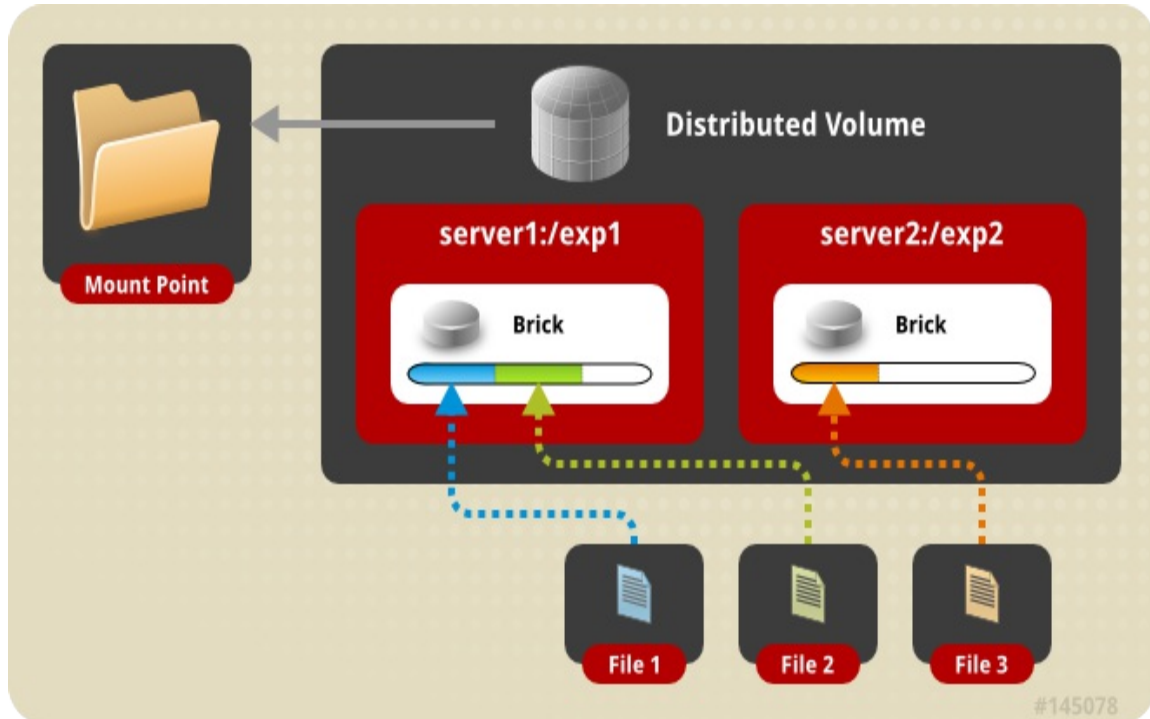 Distributed Volume
server1:/exp1
server2:/exp2
Mount Point
Brick
Brick
File 1
File 2
File 3
#145078